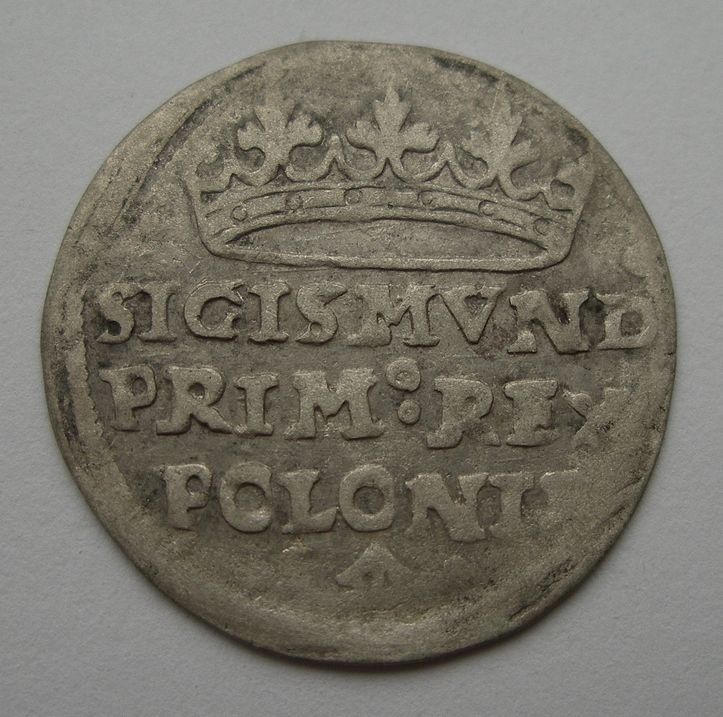 SIGISMVND
PRIM: REX
POLONIE
A